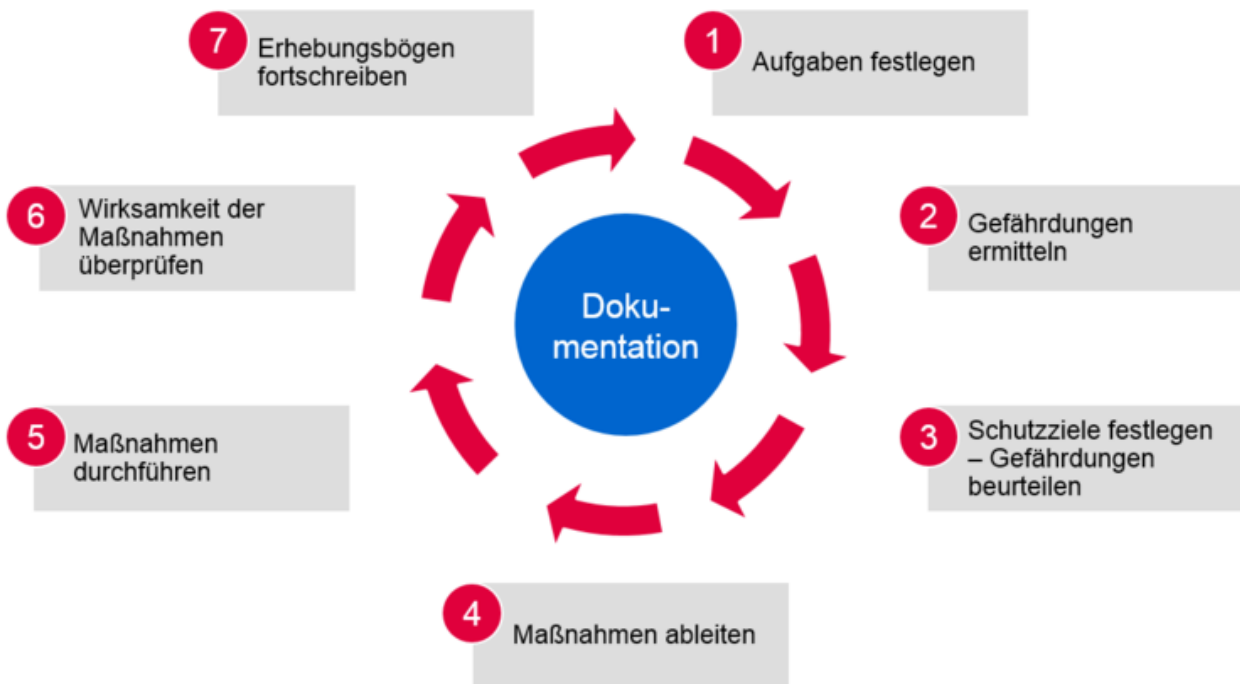 1
Aufgaben festlegen
2
Gefährdungen
ermitteln
3
Schutzziele festlegen
– Gefährdungen
beurteilen
4
Maßnahmen ableiten
5
Maßnahmen
durchführen
6
Wirksamkeit der
Maßnahmen
überprüfen
7
Erhebungsbögen
fortschreiben
Doku-
mentation